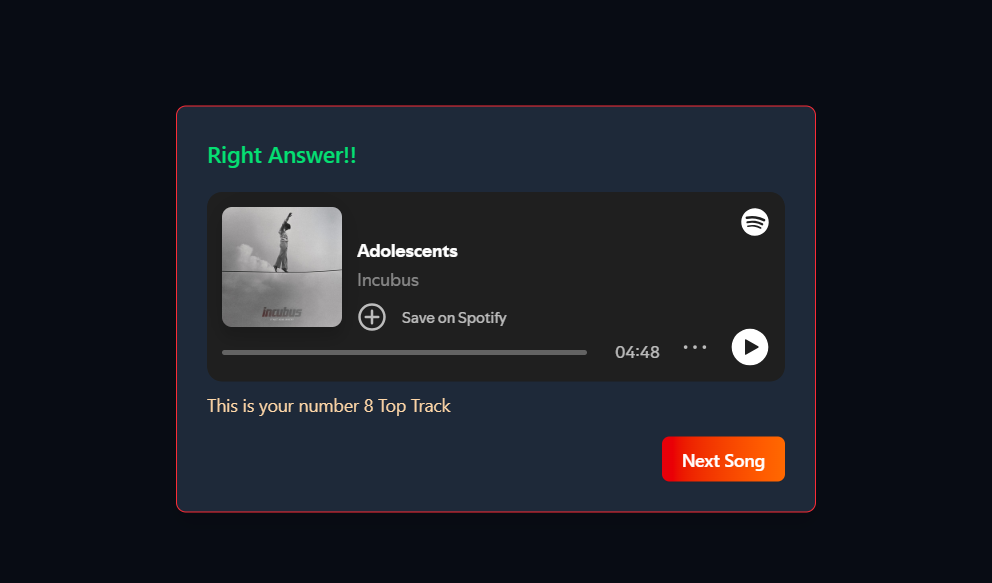 Right Answer!!
Adolescents
Incubus
incubus
Save on Spotify
04:48
This is your number 8 Top Track
Next Song